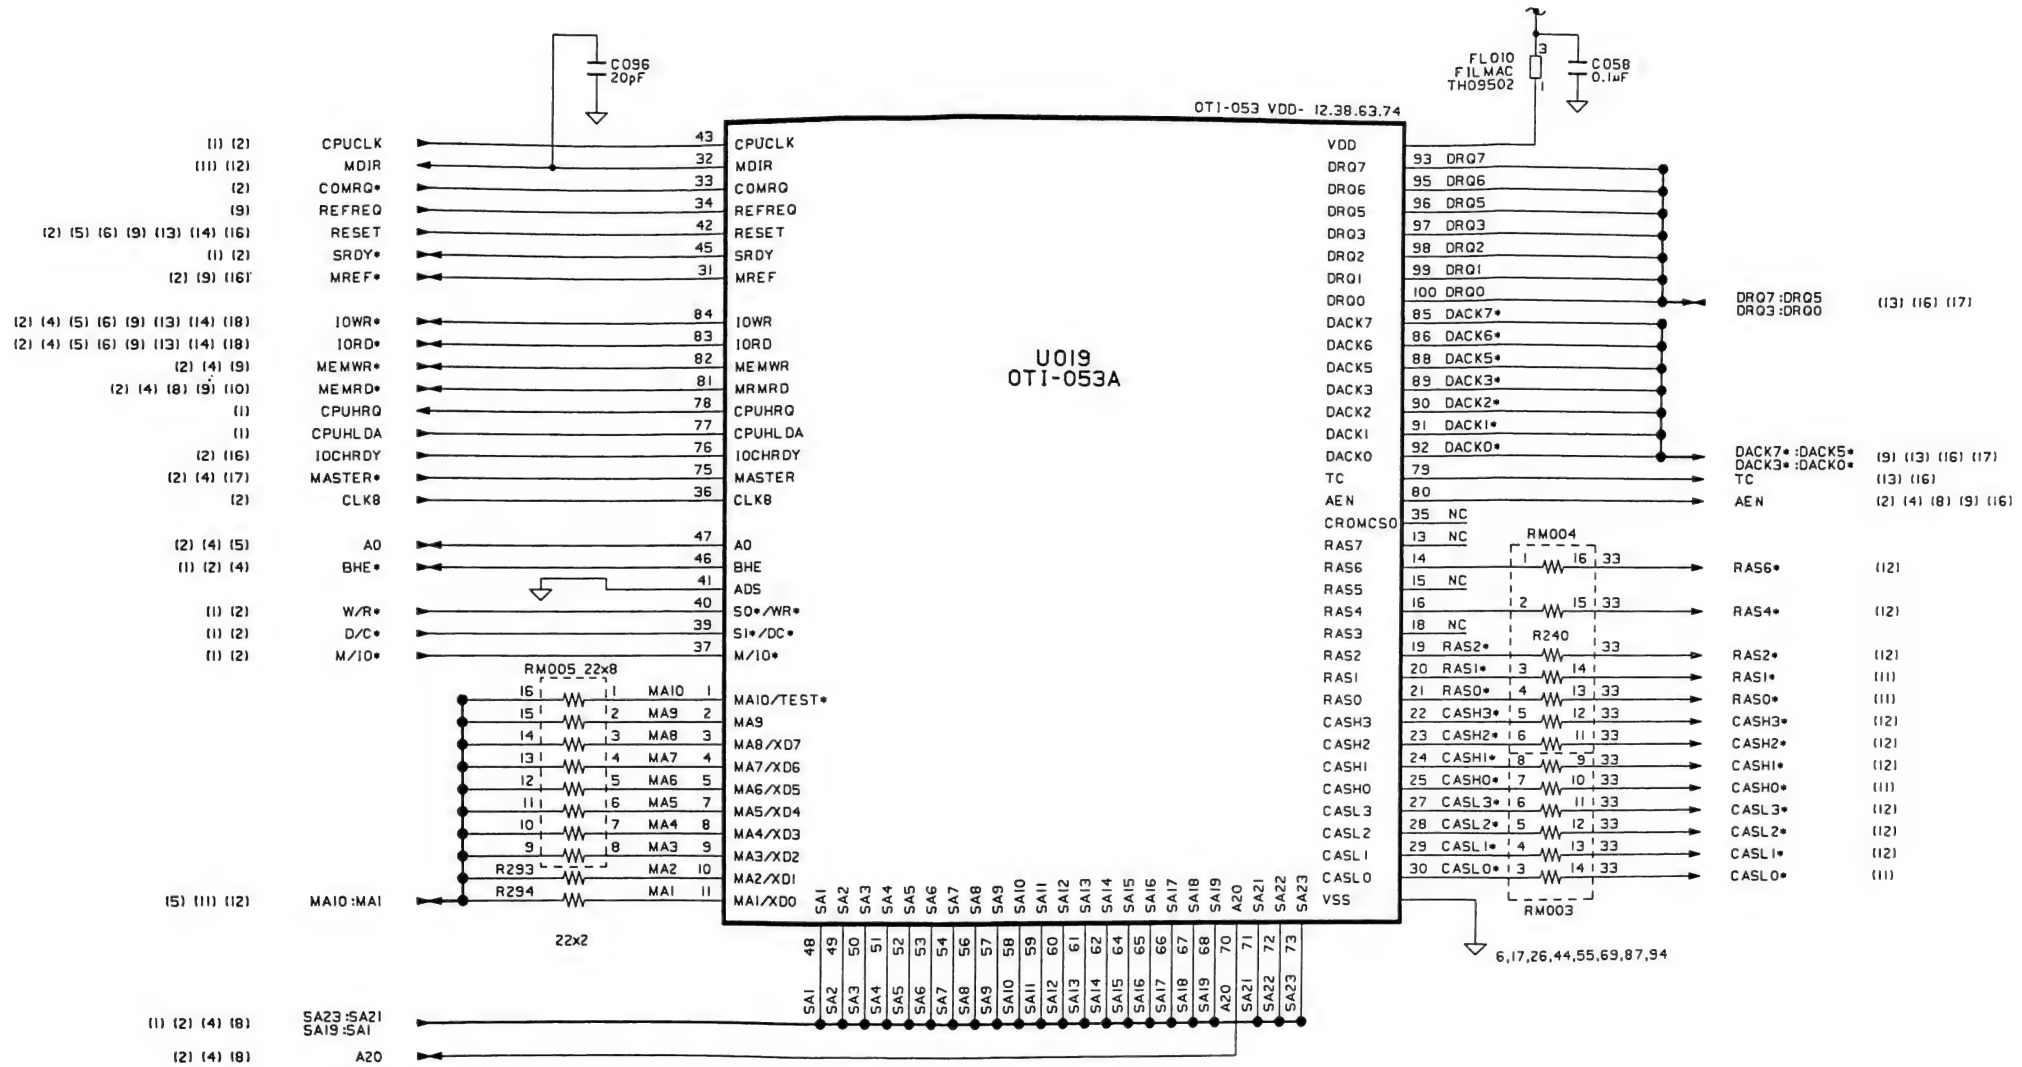 C096
20pF
FL010
FILMAC
TH09502
3
1
C058
0.1µF
OTI-053 VDD- 12.38.63.74
U019
OTI-053A
(1) (2) CPUCLK 43 CPUCLK
(11) (12) MDIR 32 MDIR
(2) COMRQ* 33 COMRQ
(9) REFREQ 34 REFREQ
(2) (5) (6) (9) (13) (14) (16) RESET 42 RESET
(1) (2) SRDY* 45 SRDY
(2) (9) (16) MREF* 31 MREF
(2) (4) (5) (6) (9) (13) (14) (18) IOWR* 84 IOWR
(2) (4) (5) (6) (9) (13) (14) (18) IORD* 83 IORD
(2) (4) (9) MEMWR* 82 MEMWR
(2) (4) (8) (9) (10) MEMRD* 81 MRMRD
(1) CPUHRQ 78 CPUHRQ
(1) CPUHLDA 77 CPUHLDA
(2) (16) IOCHRDY 76 IOCHRDY
(2) (4) (17) MASTER* 75 MASTER
(2) CLK8 36 CLK8
(2) (4) (5) A0 47 A0
(1) (2) (4) BHE* 46 BHE
41 ADS
(1) (2) W/R* 40 S0*/WR*
(1) (2) D/C* 39 S1*/DC*
(1) (2) M/IO* 37 M/IO*
RM005 22x8
16 1 MA10 1 MA10/TEST*
15 2 MA9 2 MA9
14 3 MA8 3 MA8/XD7
13 4 MA7 4 MA7/XD6
12 5 MA6 5 MA6/XD5
11 6 MA5 7 MA5/XD4
10 7 MA4 8 MA4/XD3
9 8 MA3 9 MA3/XD2
R293 MA2 10 MA2/XD1
(5) (11) (12) MA10:MA1 R294 MA1 11 MA1/XD0
22x2
VDD
DRQ7 93 DRQ7
DRQ6 95 DRQ6
DRQ5 96 DRQ5
DRQ3 97 DRQ3
DRQ2 98 DRQ2
DRQ1 99 DRQ1
DRQ0 100 DRQ0
DRQ7:DRQ5 (13) (16) (17)
DRQ3:DRQ0
DACK7 85 DACK7*
DACK6 86 DACK6*
DACK5 88 DACK5*
DACK3 89 DACK3*
DACK2 90 DACK2*
DACK1 91 DACK1*
DACK0 92 DACK0*
DACK7*:DACK5* (9) (13) (16) (17)
DACK3*:DACK0*
TC 79 TC (13) (16)
AEN 80 AEN (2) (4) (8) (9) (16)
CROMCSO 35 NC
RAS7 13 NC
RM004
RAS6 14 1 16 33 RAS6* (12)
RAS5 15 NC
RAS4 16 2 15 33 RAS4* (12)
RAS3 18 NC
R240
RAS2 19 RAS2* 33 RAS2* (12)
RAS1 20 RAS1* 3 14 RAS1* (11)
RAS0 21 RAS0* 4 13 33 RAS0* (11)
CASH3 22 CASH3* 5 12 33 CASH3* (12)
CASH2 23 CASH2* 6 11 33 CASH2* (12)
CASH1 24 CASH1* 8 9 33 CASH1* (12)
CASH0 25 CASH0* 7 10 33 CASH0* (11)
CASL3 27 CASL3* 6 11 33 CASL3* (12)
CASL2 28 CASL2* 5 12 33 CASL2* (12)
CASL1 29 CASL1* 4 13 33 CASL1* (12)
CASL0 30 CASL0* 3 14 33 CASL0* (11)
VSS
RM003
6,17,26,44,55,69,87,94
SA1 SA2 SA3 SA4 SA5 SA6 SA7 SA8 SA9 SA10 SA11 SA12 SA13 SA14 SA15 SA16 SA17 SA18 SA19 A20 SA21 SA22 SA23
48 49 50 51 52 53 54 56 57 58 59 60 61 62 64 65 66 67 68 70 71 72 73
SA1 SA2 SA3 SA4 SA5 SA6 SA7 SA8 SA9 SA10 SA11 SA12 SA13 SA14 SA15 SA16 SA17 SA18 SA19 A20 SA21 SA22 SA23
(1) (2) (4) (8) SA23:SA21
SA19:SA1
(2) (4) (8) A20